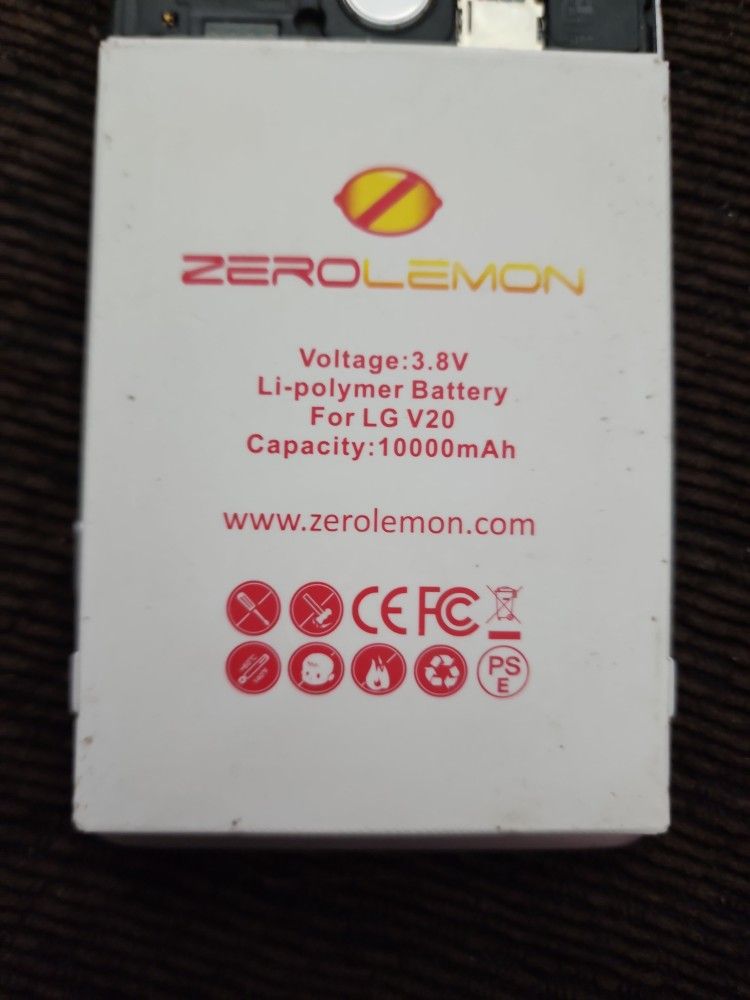 ZEROLEMON
Voltage:3.8V
Li-polymer Battery
For LG V20
Capacity:10000mAh
www.zerolemon.com
CE FC
PS
E